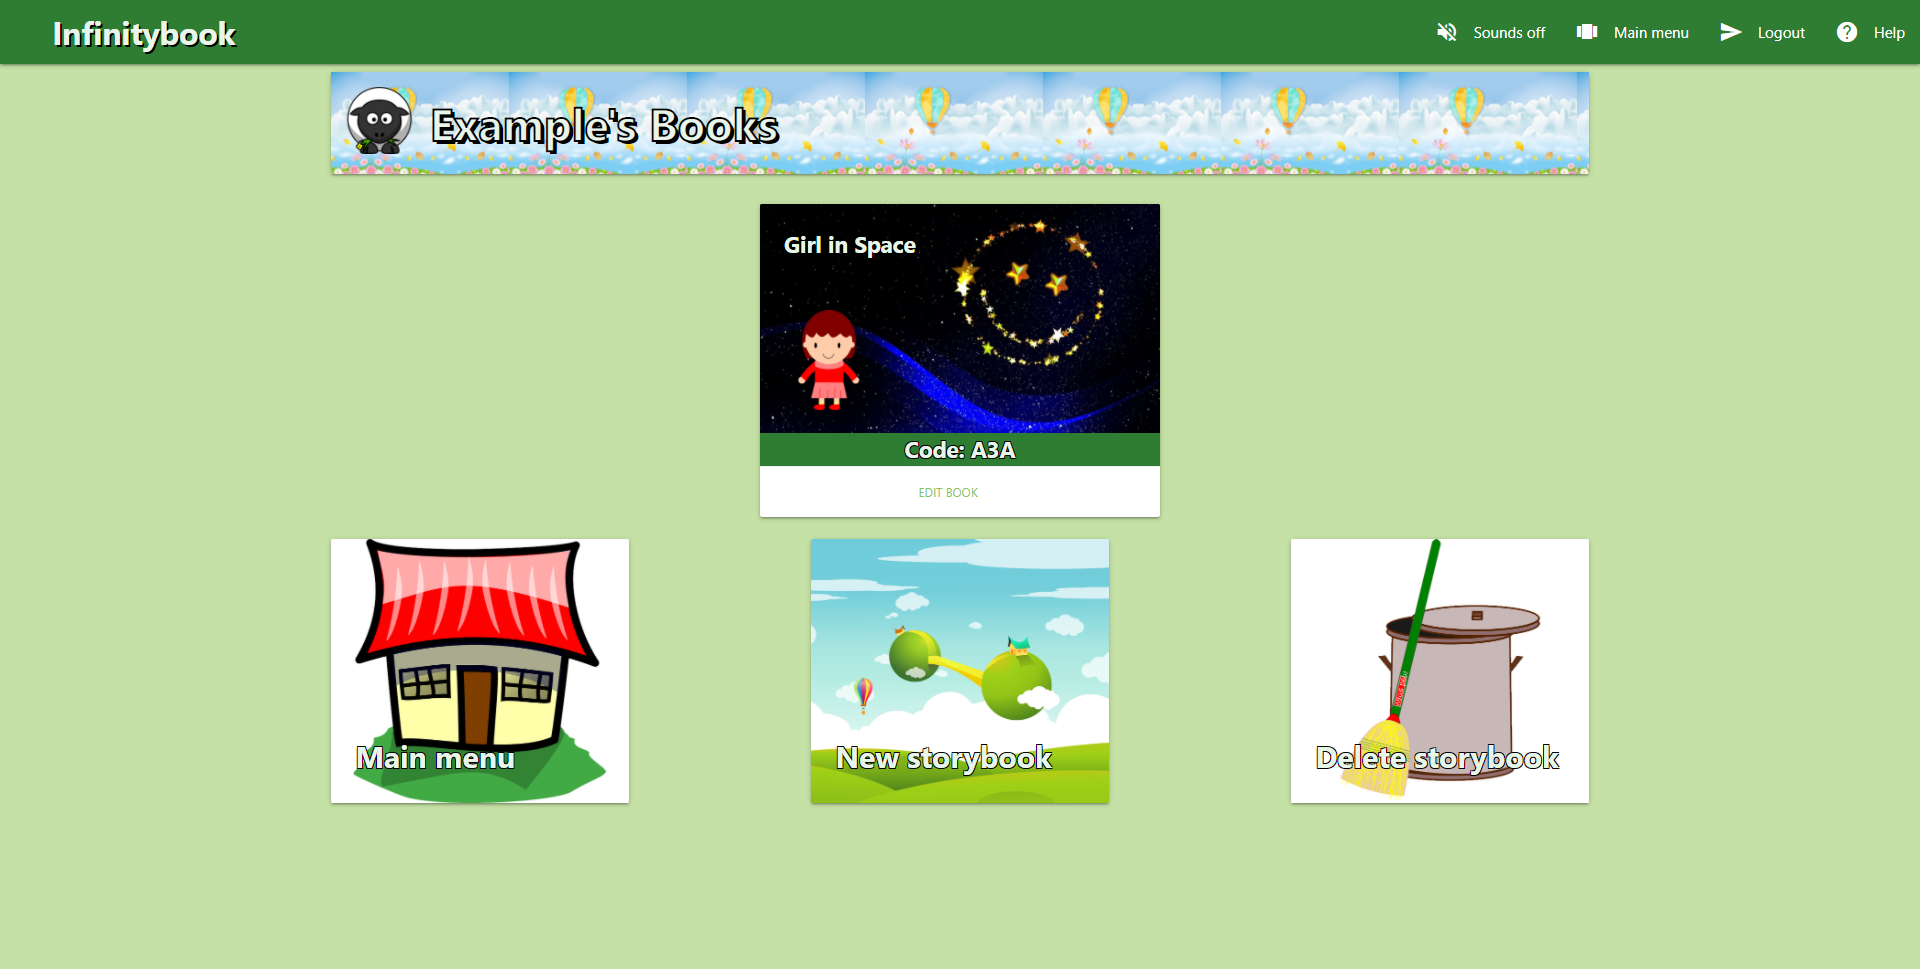 Infinitybook
Sounds off
Main menu
Logout
Help
Example's Books
Girl in Space
Code: A3A
EDIT BOOK
Main menu
New storybook
Delete storybook